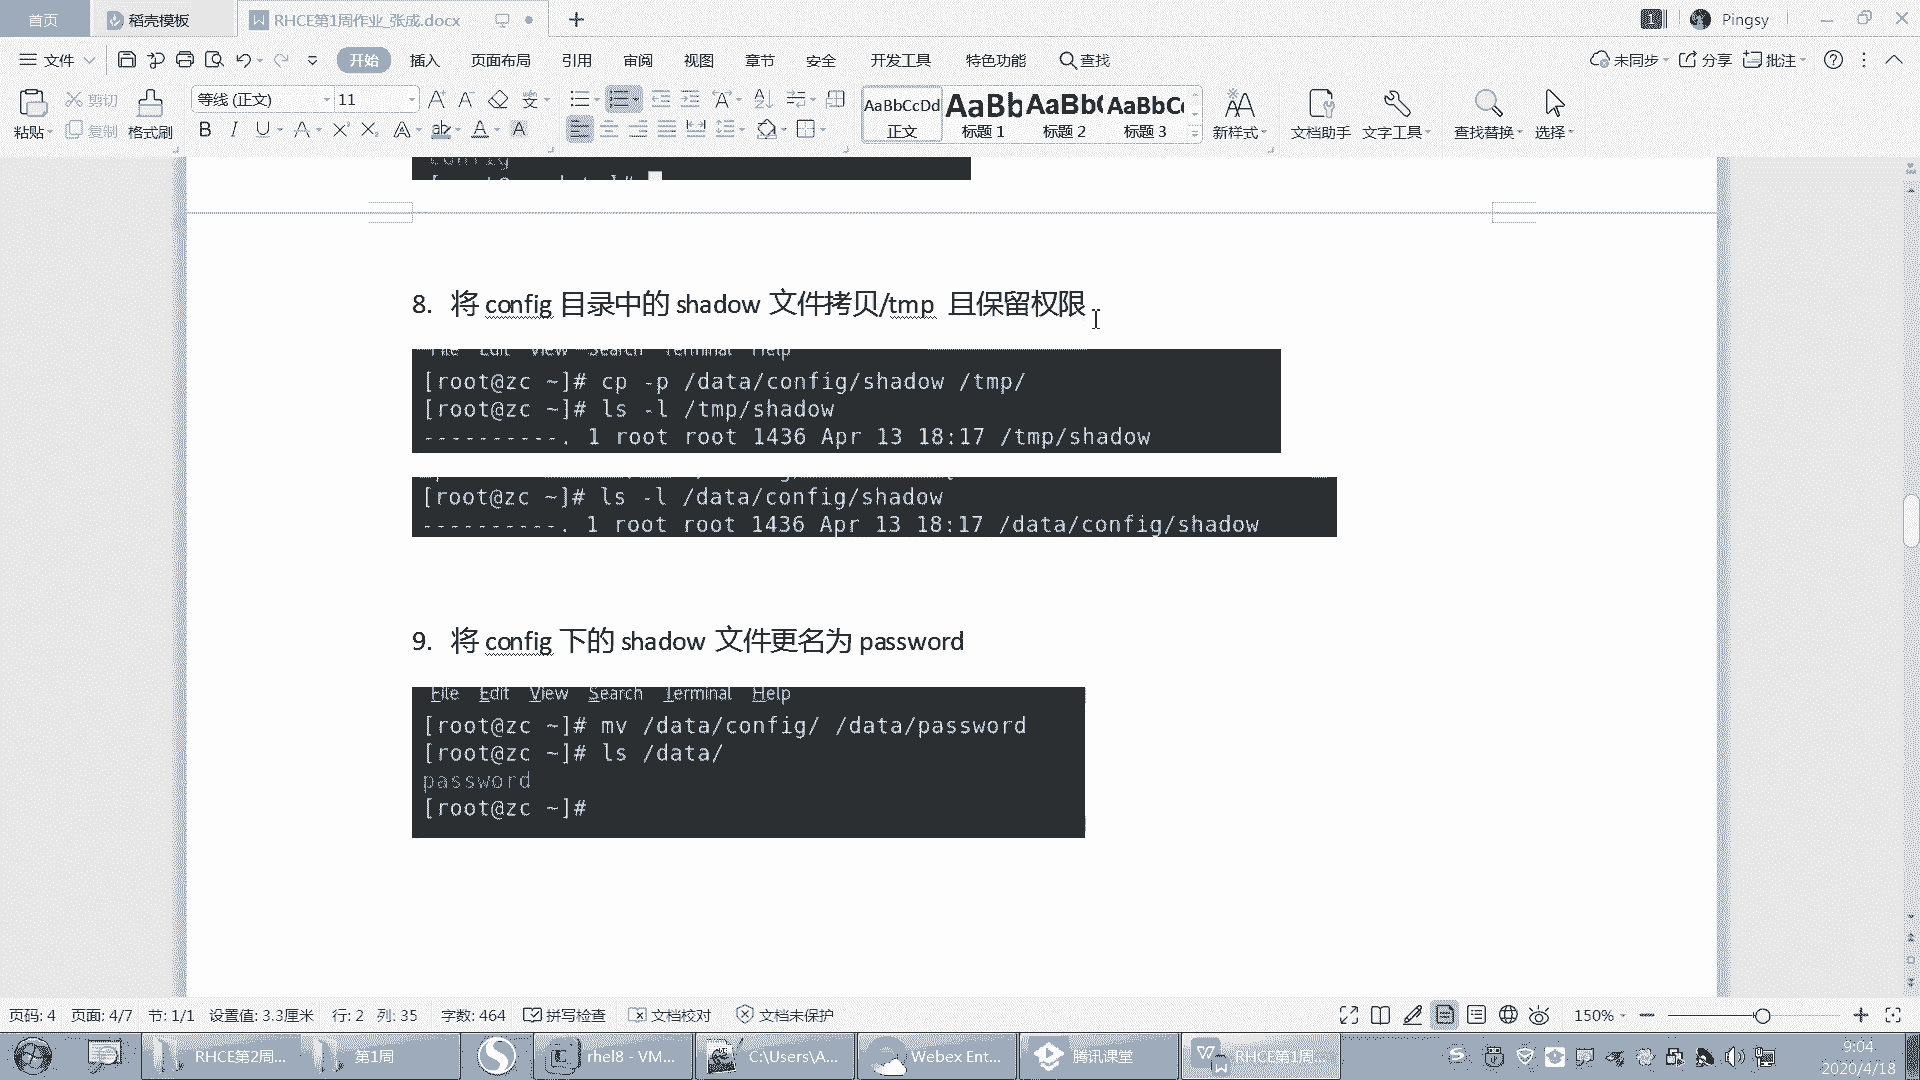 首页 稻壳模板 RHCE第1周作业_张成.docx 1 Pingsy
文件 开始 插入 页面布局 引用 审阅 视图 章节 安全 开发工具 特色功能 查找 未同步 分享 批注
粘贴 剪切 复制 格式刷 等线 (正文) 11
AaBbCcDd AaBb AaBb( AaBbC
正文 标题 1 标题 2 标题 3 新样式 文档助手 文字工具 查找替换 选择
config
8. 将 config 目录中的 shadow 文件拷贝/tmp 且保留权限
File Edit View Search Terminal Help
[root@zc ~]# cp -p /data/config/shadow /tmp/
[root@zc ~]# ls -l /tmp/shadow
----------. 1 root root 1436 Apr 13 18:17 /tmp/shadow
[root@zc ~]# ls -l /data/config/shadow
----------. 1 root root 1436 Apr 13 18:17 /data/config/shadow
9. 将 config 下的 shadow 文件更名为 password
File Edit View Search Terminal Help
[root@zc ~]# mv /data/config/ /data/password
[root@zc ~]# ls /data/
password
[root@zc ~]#
页码: 4 页面: 4/7 节: 1/1 设置值: 3.3厘米 行: 2 列: 35 字数: 464 拼写检查 文档校对 文档未保护 150%
RHCE第2周... 第1周 rhel8 - VM... C:\Users\A... Webex Ent... 腾讯课堂 RHCE第1周... 9:04
2020/4/18